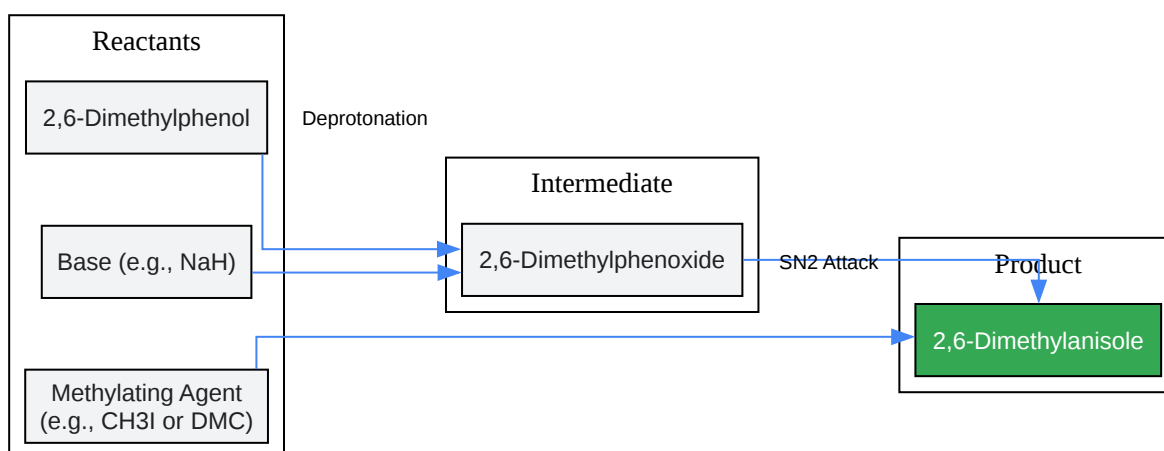 Reactants
2,6-Dimethylphenol
Deprotonation
Base (e.g., NaH)
Methylating Agent
(e.g., CH3I or DMC)
Intermediate
2,6-Dimethylphenoxide
SN2 Attack
Product
2,6-Dimethylanisole